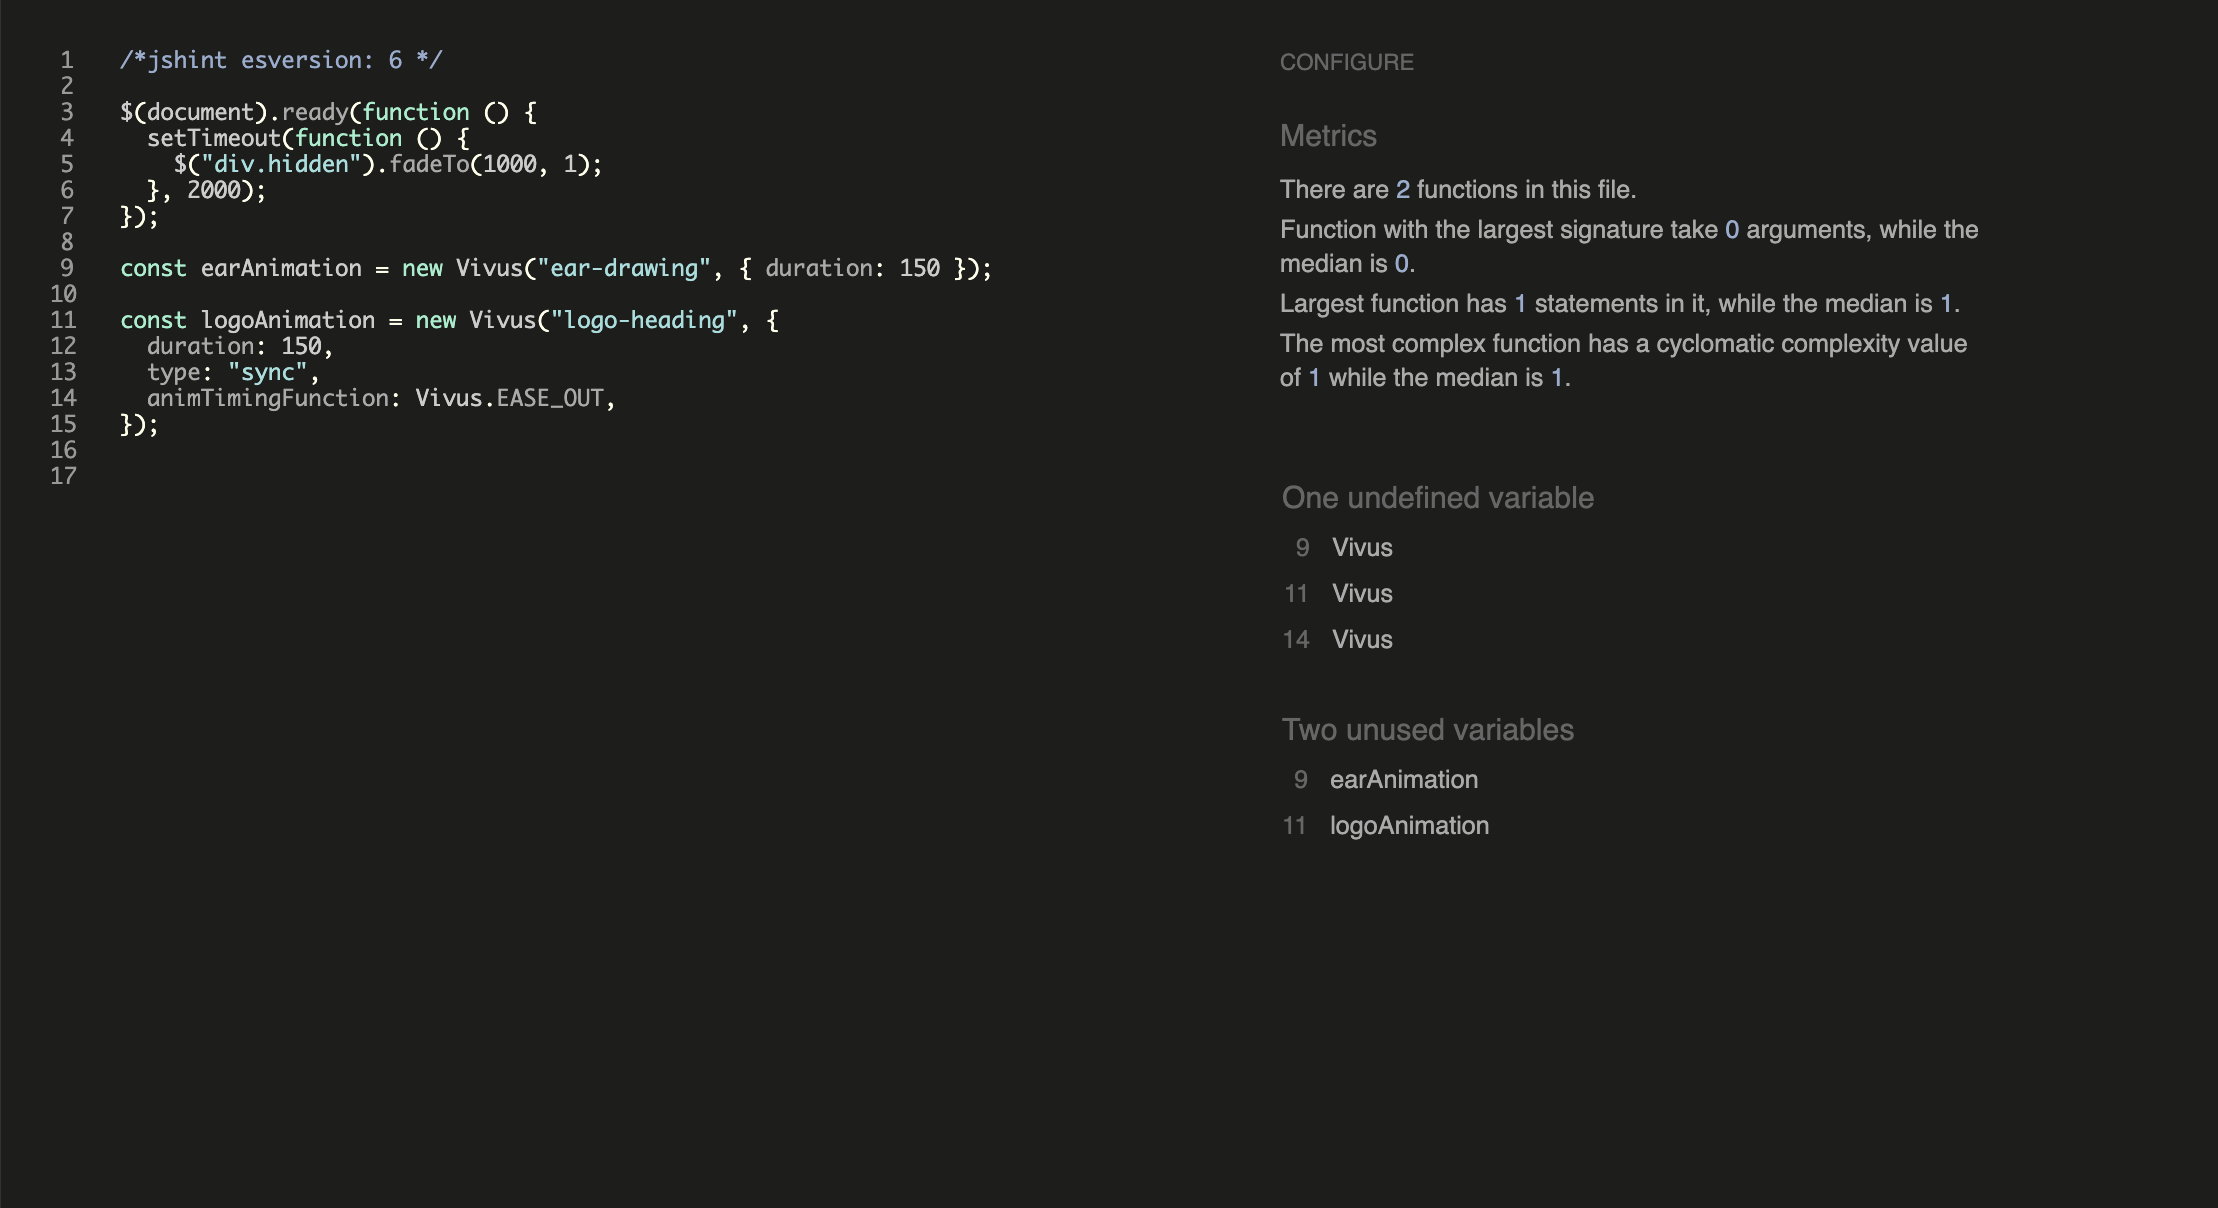 1 /*jshint esversion: 6 */
2
3 $(document).ready(function () {
4   setTimeout(function () {
5     $("div.hidden").fadeTo(1000, 1);
6   }, 2000);
7 });
8
9 const earAnimation = new Vivus("ear-drawing", { duration: 150 });
10
11 const logoAnimation = new Vivus("logo-heading", {
12   duration: 150,
13   type: "sync",
14   animTimingFunction: Vivus.EASE_OUT,
15 });
16
17
CONFIGURE
Metrics
There are 2 functions in this file.
Function with the largest signature take 0 arguments, while the
median is 0.
Largest function has 1 statements in it, while the median is 1.
The most complex function has a cyclomatic complexity value
of 1 while the median is 1.
One undefined variable
9 Vivus
11 Vivus
14 Vivus
Two unused variables
9 earAnimation
11 logoAnimation